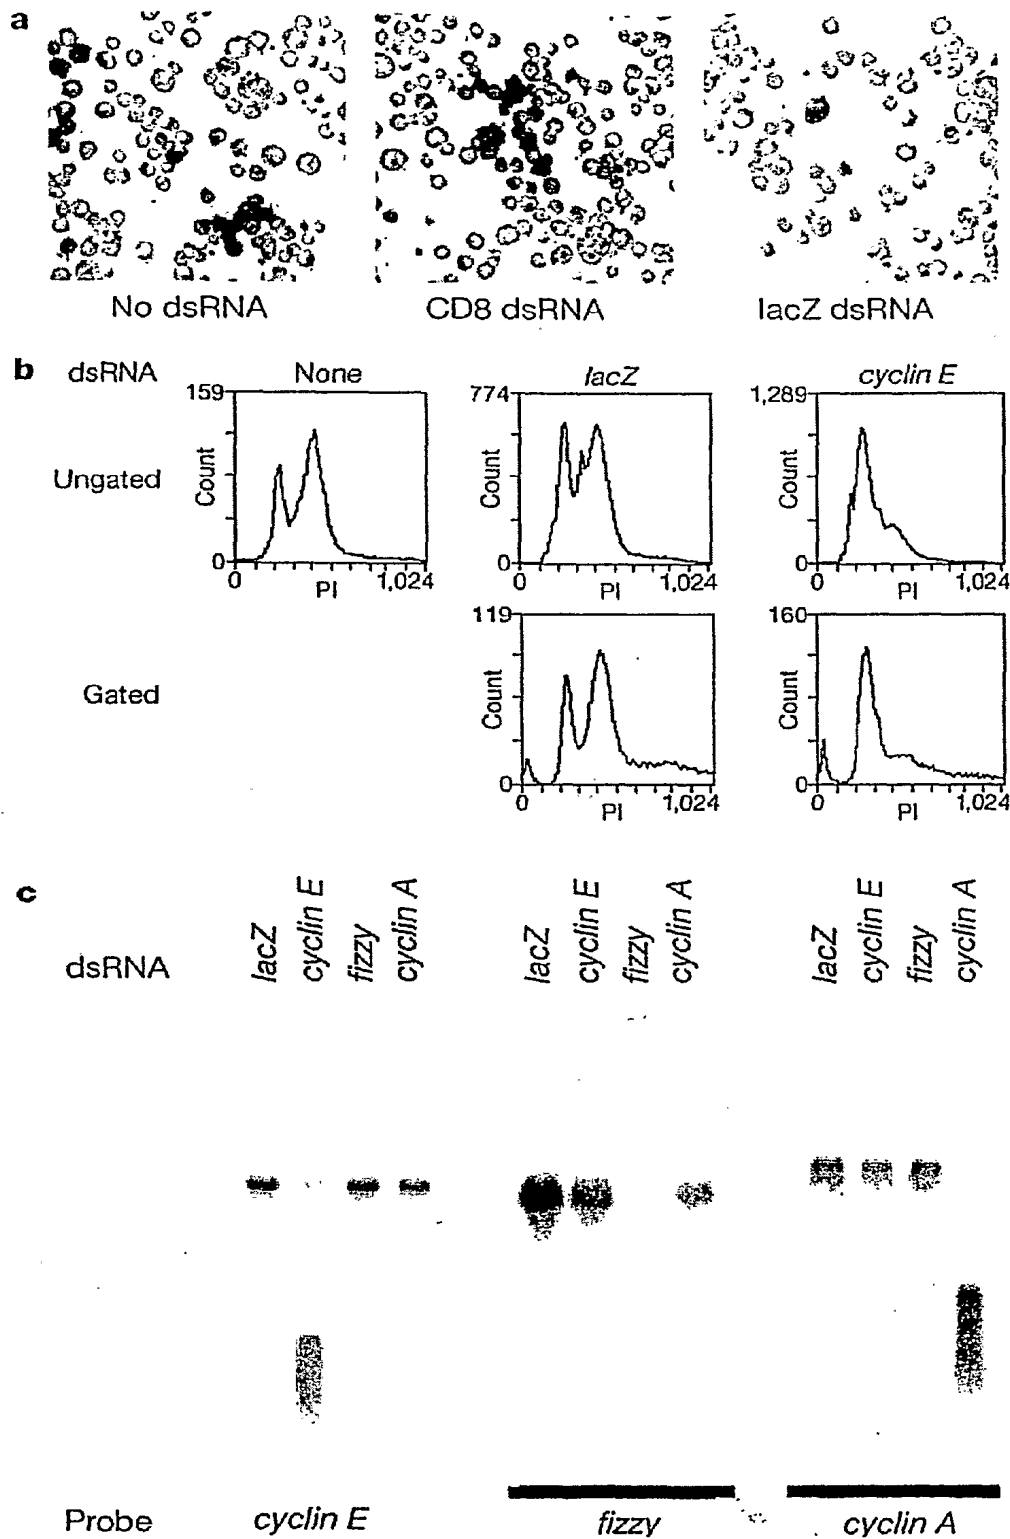 a
No dsRNA CD8 dsRNA lacZ dsRNA
b dsRNA None lacZ cyclin E
159 774 1,289
Ungated Count Count Count
0 0 0
0 1,024 0 1,024 0 1,024
PI PI PI
119 160
Gated Count Count
0 0
0 1,024 0 1,024
PI PI
c
dsRNA lacZ cyclin E fizzy cyclin A lacZ cyclin E fizzy cyclin A lacZ cyclin E fizzy cyclin A
Probe cyclin E fizzy cyclin A